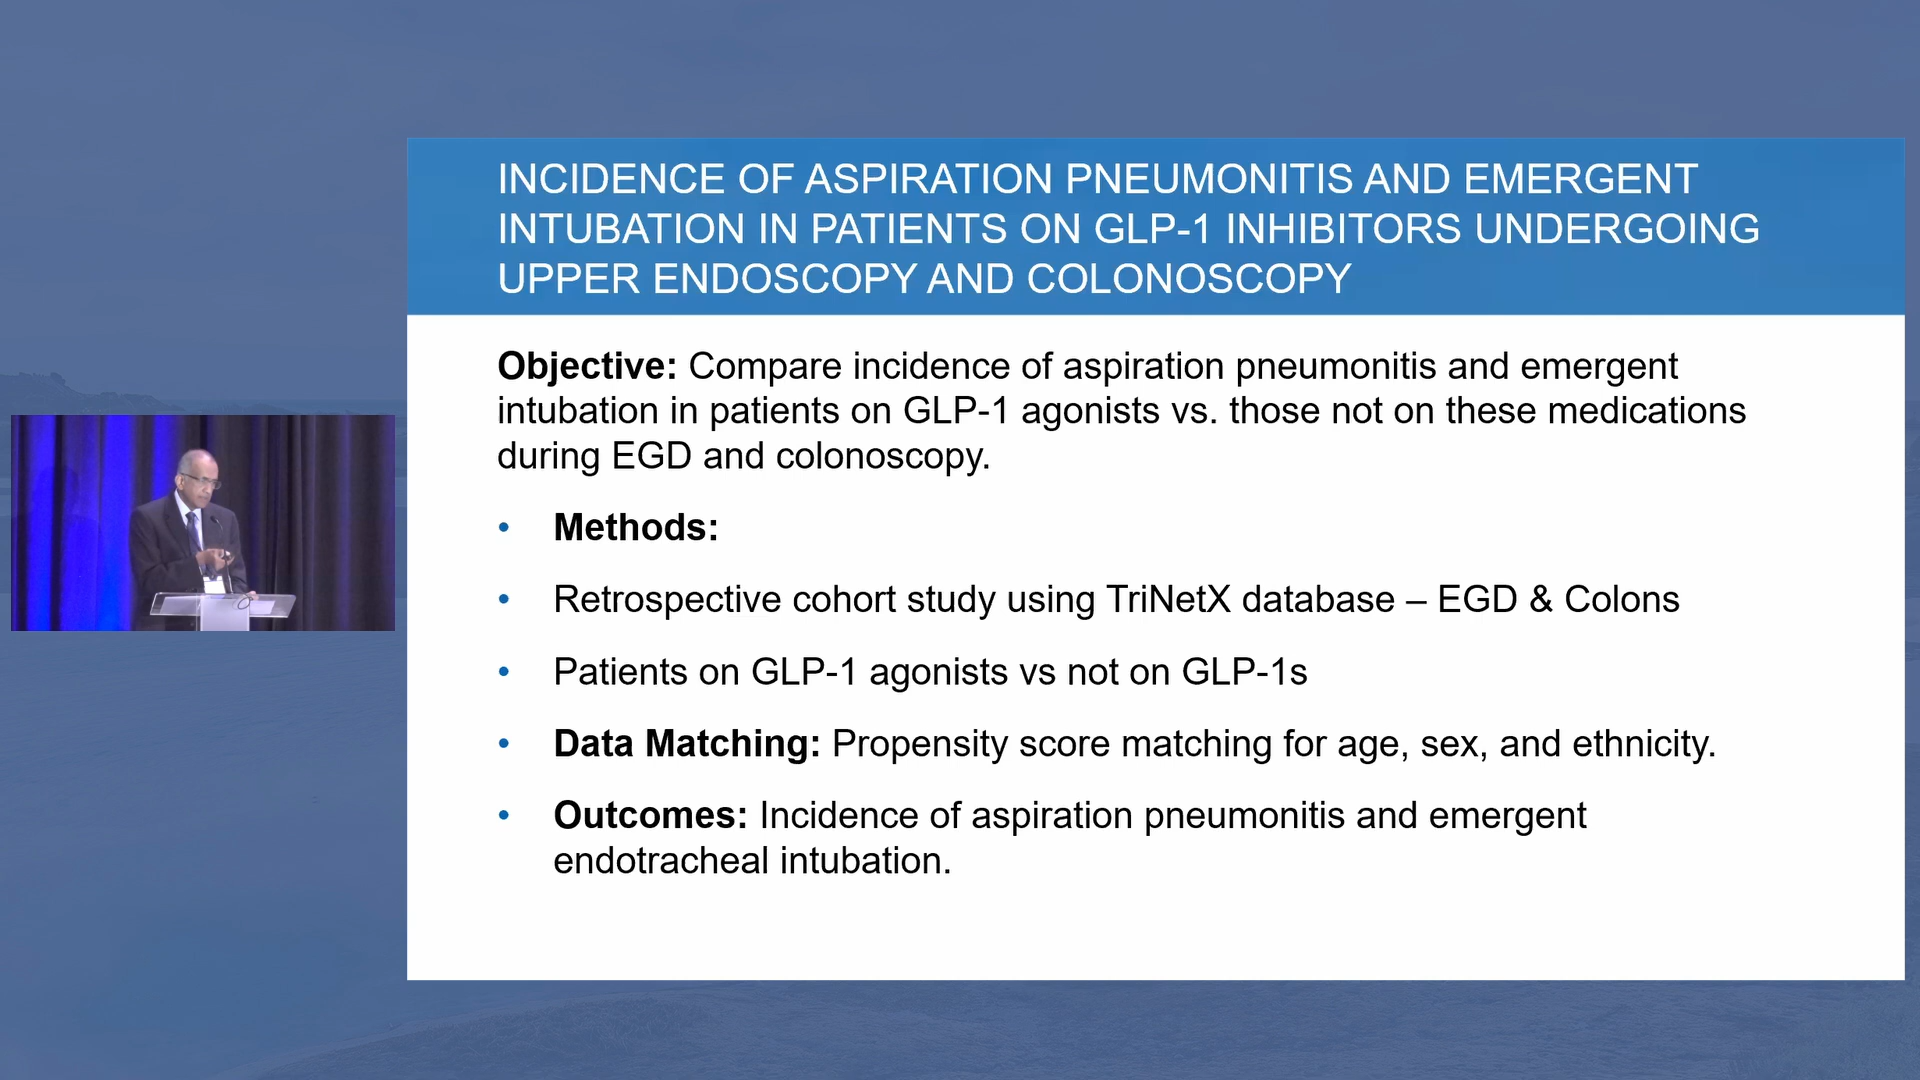 INCIDENCE OF ASPIRATION PNEUMONITIS AND EMERGENT
INTUBATION IN PATIENTS ON GLP-1 INHIBITORS UNDERGOING
UPPER ENDOSCOPY AND COLONOSCOPY
Objective: Compare incidence of aspiration pneumonitis and emergent
intubation in patients on GLP-1 agonists vs. those not on these medications
during EGD and colonoscopy.
• Methods:
• Retrospective cohort study using TriNetX database – EGD & Colons
• Patients on GLP-1 agonists vs not on GLP-1s
• Data Matching: Propensity score matching for age, sex, and ethnicity.
• Outcomes: Incidence of aspiration pneumonitis and emergent
endotracheal intubation.